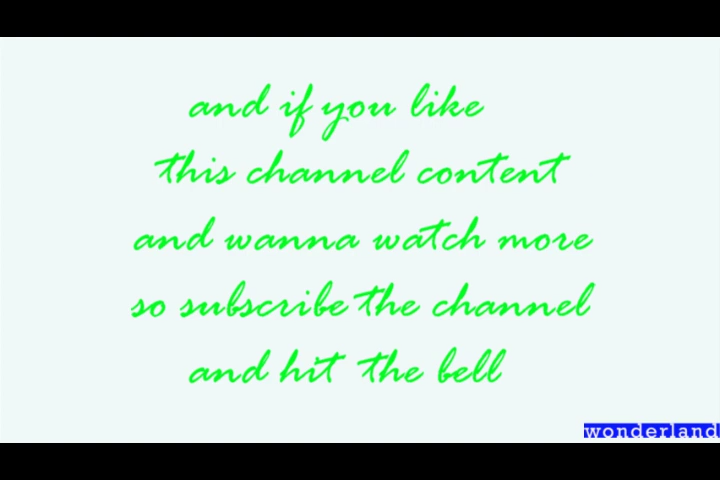 and if you like
this channel content
and wanna watch more
so subscribe the channel
and hit the bell
wonderland